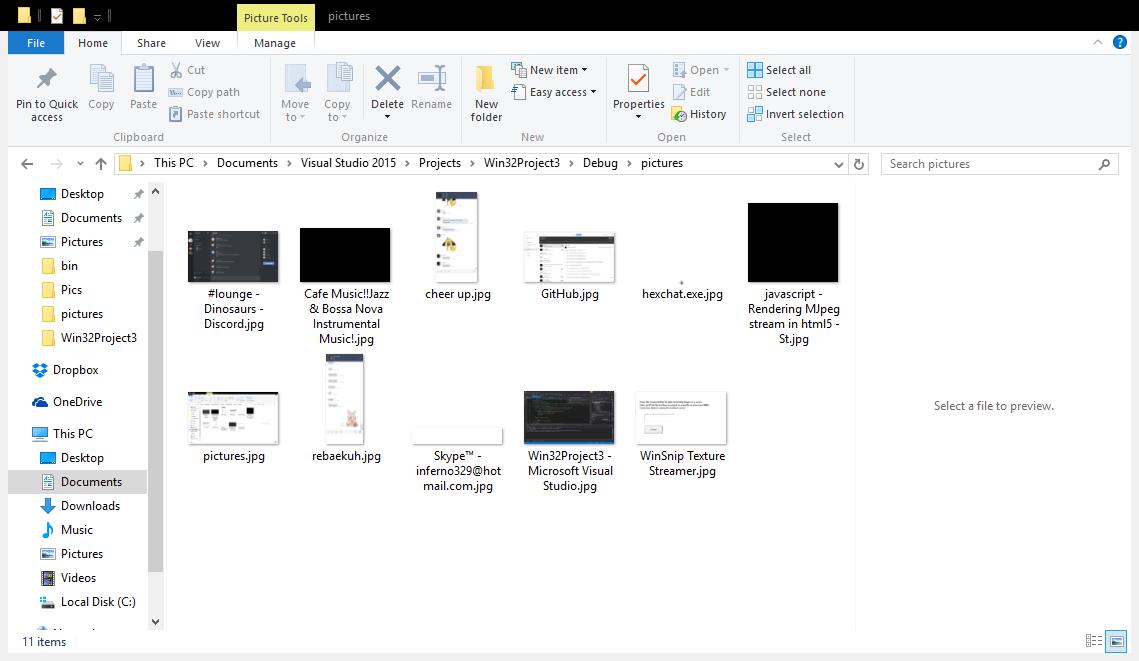 Picture Tools pictures
File Home Share View Manage
Pin to Quick access
Copy
Paste
Cut
Copy path
Paste shortcut
Clipboard
Move to
Copy to
Delete
Rename
Organize
New folder
New item
Easy access
New
Properties
Open
Edit
History
Open
Select all
Select none
Invert selection
Select
This PC > Documents > Visual Studio 2015 > Projects > Win32Project3 > Debug > pictures
Search pictures
Desktop
Documents
Pictures
bin
Pics
pictures
Win32Project3
Dropbox
OneDrive
This PC
Desktop
Documents
Downloads
Music
Pictures
Videos
Local Disk (C:)
#lounge -
Dinosaurs -
Discord.jpg
Cafe Music!!Jazz
& Bossa Nova
Instrumental
Music!.jpg
cheer up.jpg
GitHub.jpg
hexchat.exe.jpg
javascript -
Rendering MJpeg
stream in html5 -
St.jpg
pictures.jpg
rebaekuh.jpg
Skype™ -
inferno329@hot
mail.com.jpg
Win32Project3 -
Microsoft Visual
Studio.jpg
WinSnip Texture
Streamer.jpg
Select a file to preview.
11 items